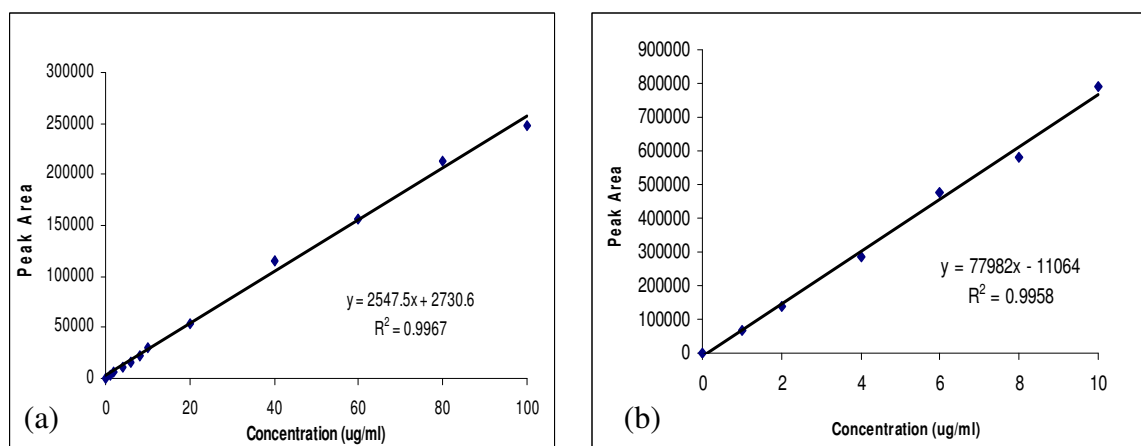 300000
250000
200000
150000
100000
50000
0
Peak Area
y = 2547.5x + 2730.6
R² = 0.9967
0 20 40 60 80 100
Concentration (ug/ml)
(a)
900000
800000
700000
600000
500000
400000
300000
200000
100000
0
Peak Area
y = 77982x - 11064
R² = 0.9958
0 2 4 6 8 10
Concentration (ug/ml)
(b)